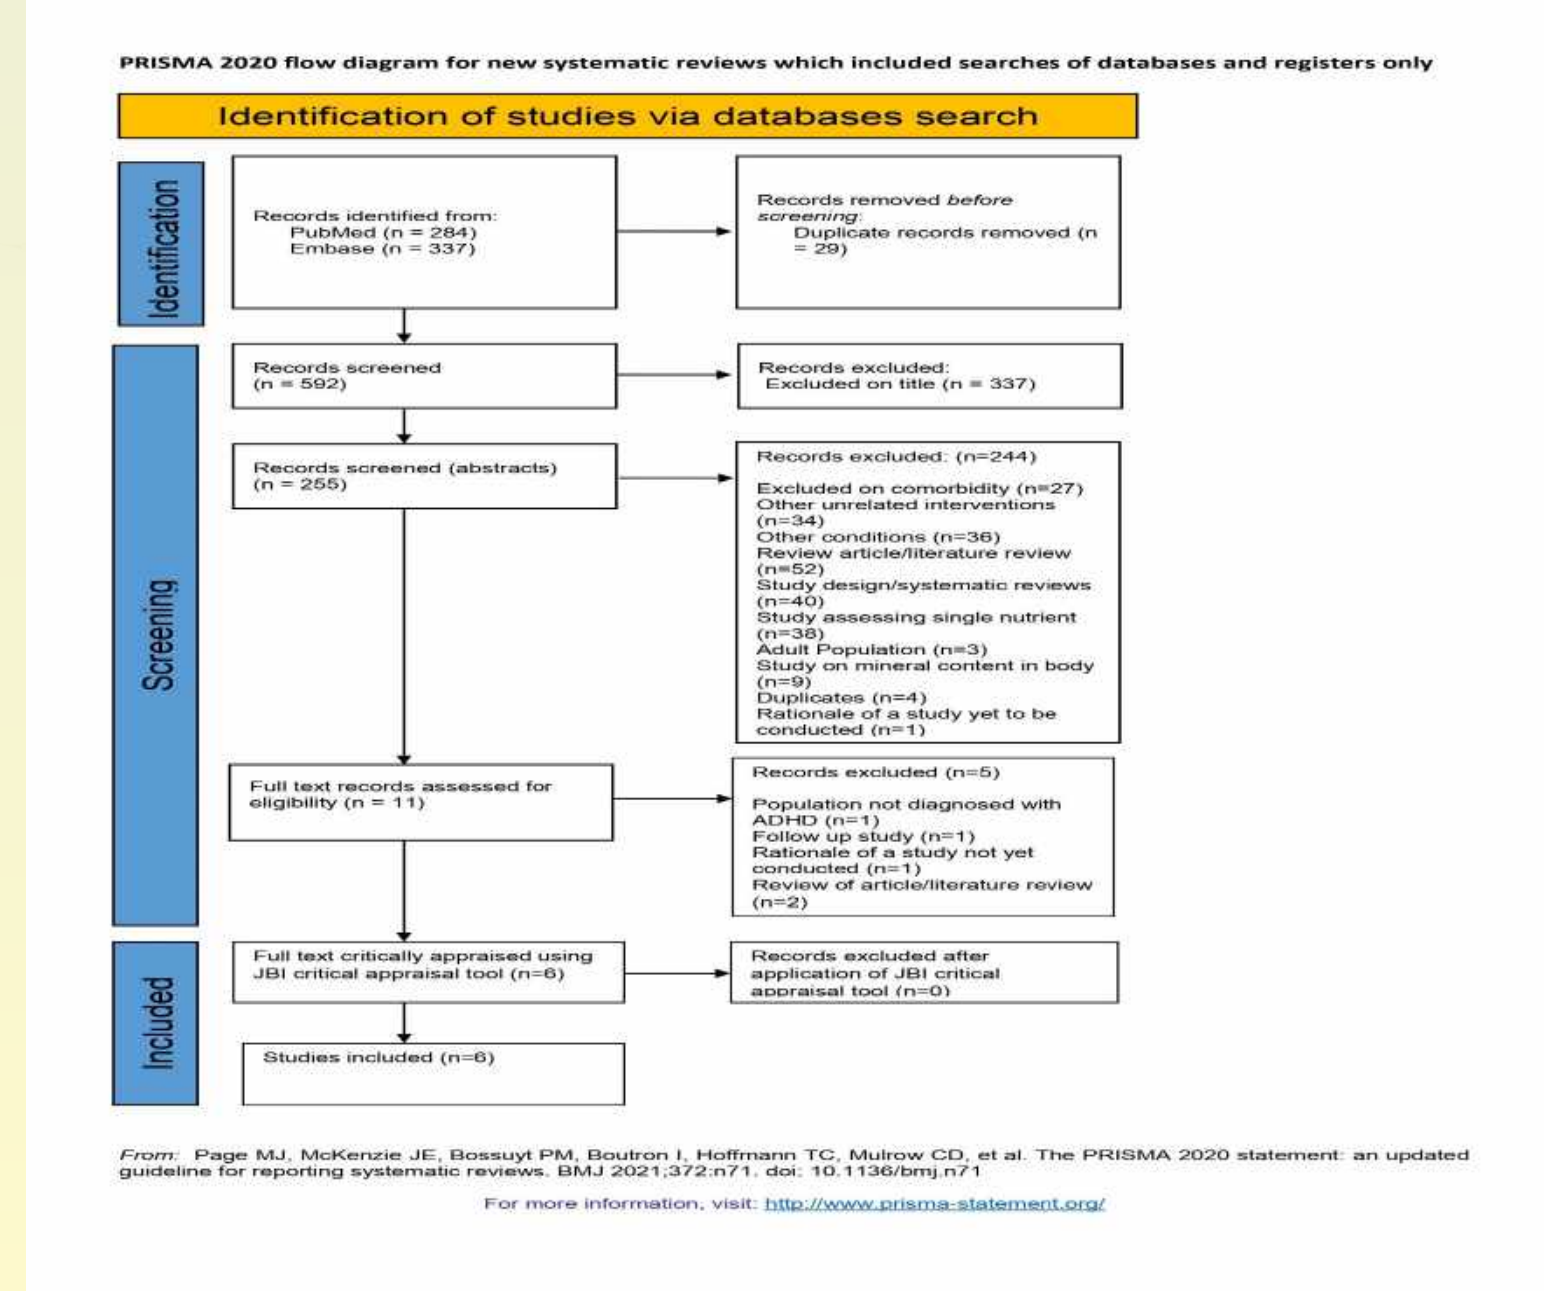 PRISMA 2020 flow diagram for new systematic reviews which included searches of databases and registers only
Identification of studies via databases search
Identification
Records identified from:
PubMed (n = 284)
Embase (n = 337)
Records removed before
screening:
Duplicate records removed (n
= 29)
Screening
Records screened
(n = 592)
Records excluded:
Excluded on title (n = 337)
Records screened (abstracts)
(n = 255)
Records excluded: (n=244)
Excluded on comorbidity (n=27)
Other unrelated interventions
(n=34)
Other conditions (n=36)
Review article/literature review
(n=52)
Study design/systematic reviews
(n=40)
Study assessing single nutrient
(n=38)
Adult Population (n=3)
Study on mineral content in body
(n=9)
Duplicates (n=4)
Rationale of a study yet to be
conducted (n=1)
Full text records assessed for
eligibility (n = 11)
Records excluded (n=5)
Population not diagnosed with
ADHD (n=1)
Follow up study (n=1)
Rationale of a study not yet
conducted (n=1)
Review of article/literature review
(n=2)
Included
Full text critically appraised using
JBI critical appraisal tool (n=6)
Records excluded after
application of JBI critical
appraisal tool (n=0)
Studies included (n=6)
From: Page MJ, McKenzie JE, Bossuyt PM, Boutron I, Hoffmann TC, Mulrow CD, et al. The PRISMA 2020 statement: an updated
guideline for reporting systematic reviews. BMJ 2021;372:n71. doi: 10.1136/bmj.n71
For more information, visit: http://www.prisma-statement.org/